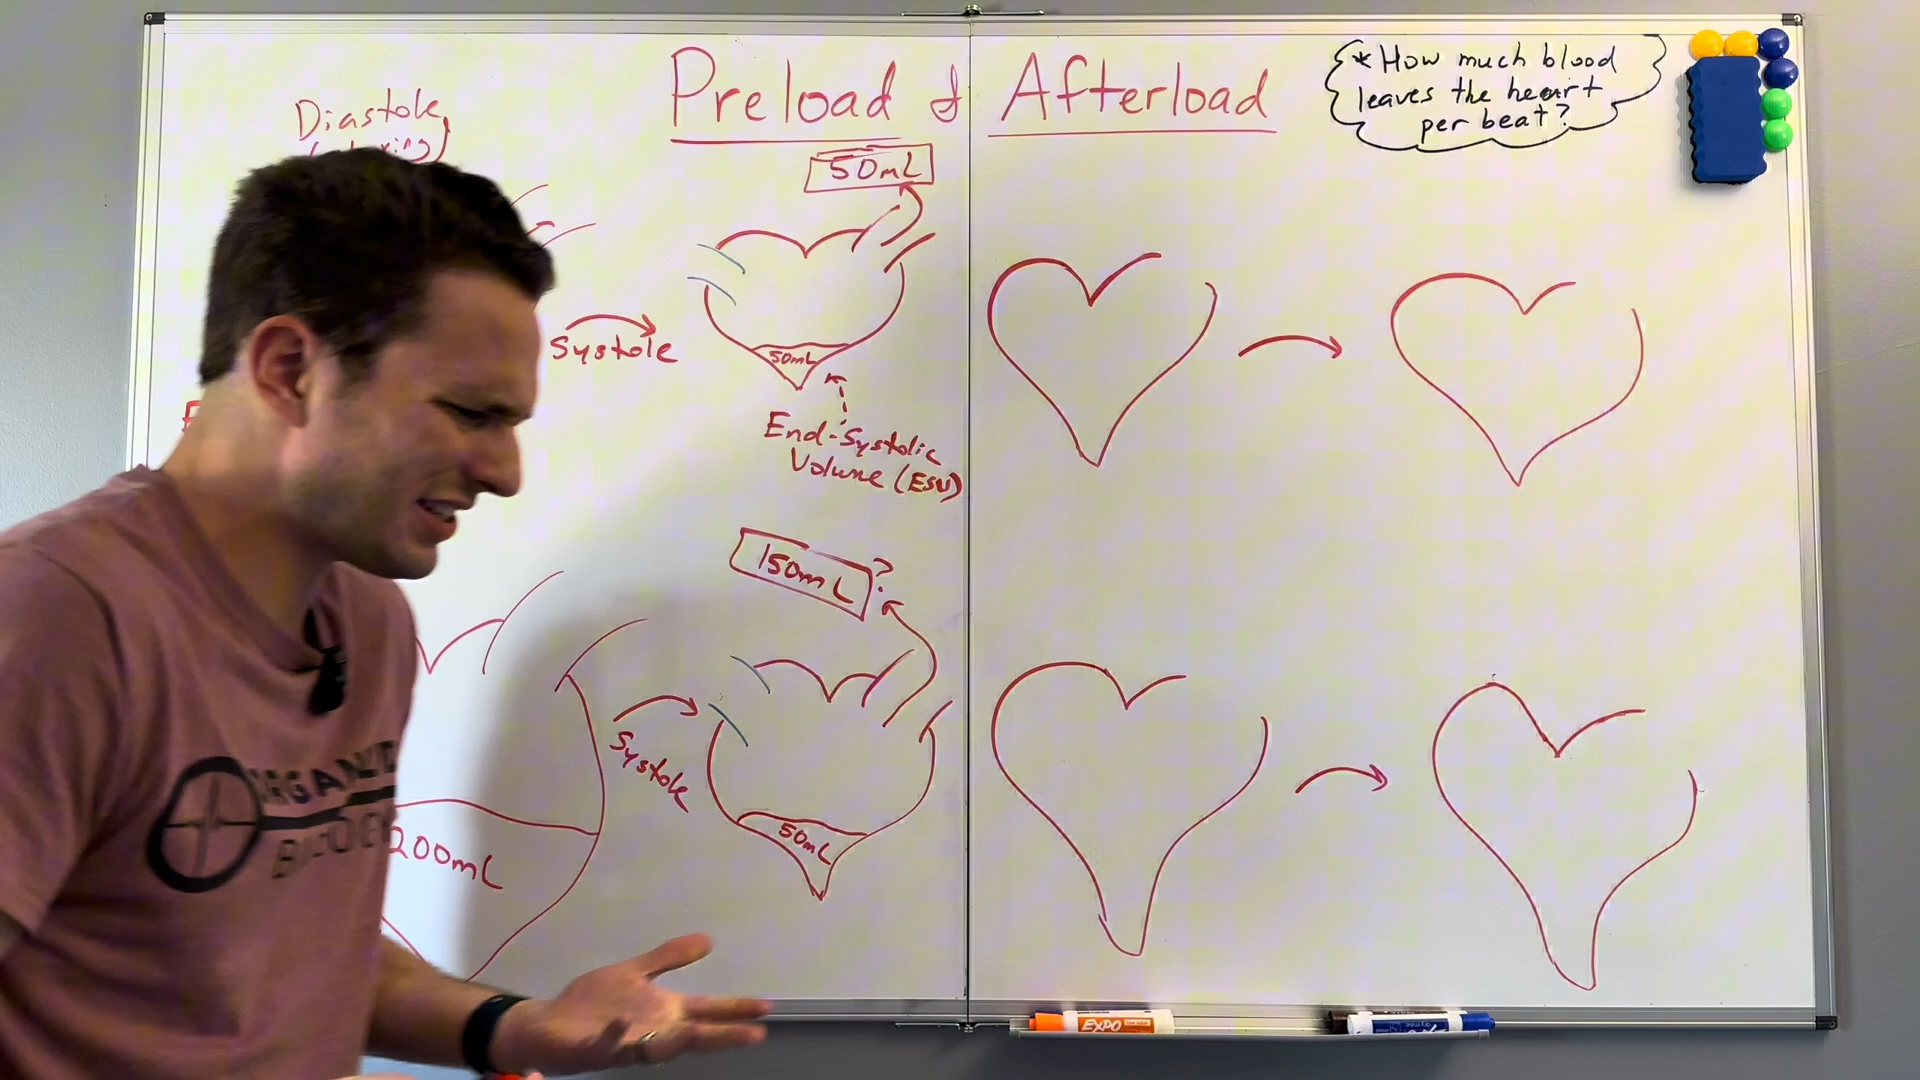 Preload & Afterload
* How much blood
leaves the heart
per beat?
Diastole
50mL
Systole
50mL
End-Systolic
Volume (ESV)
150mL ?
Systole
50mL
200mL
EXPO